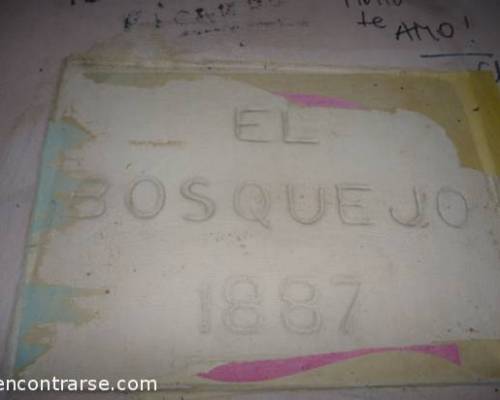 te AMO!
EL
BOSQUEJO
1887
encontrarse.com